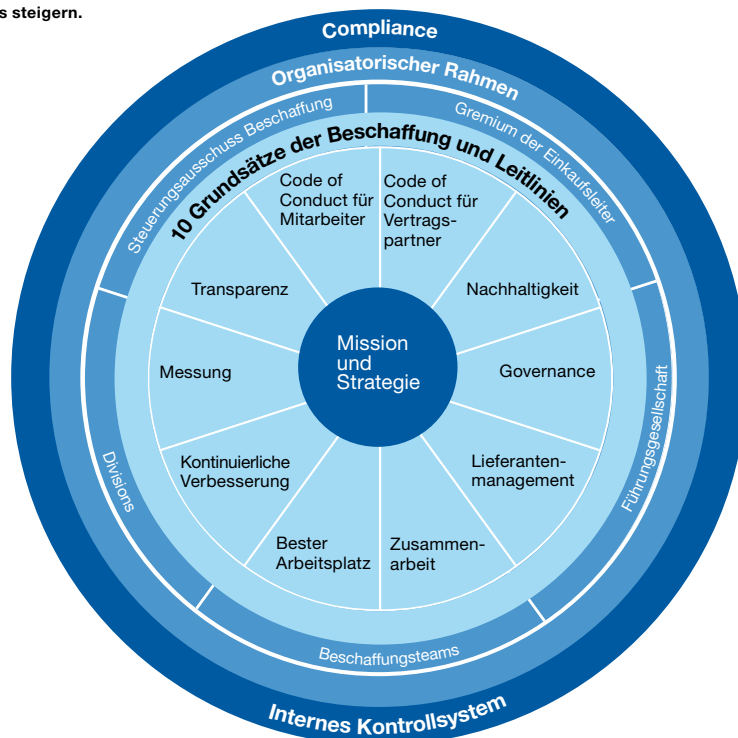 s steigern.
Compliance
Organisatorischer Rahmen
Steuerungsausschuss Beschaffung
Gremium der Einkaufsleiter
10 Grundsätze der Beschaffung und Leitlinien
Code of
Conduct für
Mitarbeiter
Code of
Conduct für
Vertrags-
partner
Transparenz
Nachhaltigkeit
Mission
und
Strategie
Messung
Governance
Kontinuierliche
Verbesserung
Lieferanten-
management
Bester
Arbeitsplatz
Zusammen-
arbeit
Divisions
Führungsgesellschaft
Beschaffungsteams
Internes Kontrollsystem